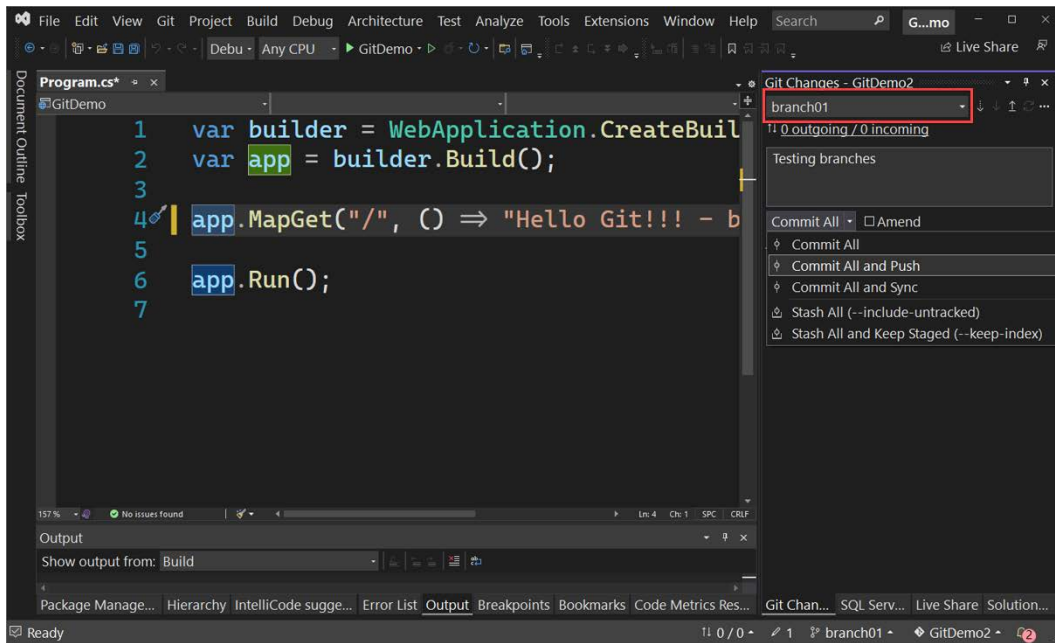 File Edit View Git Project Build Debug Architecture Test Analyze Tools Extensions Window Help Search G...mo
Debu Any CPU GitDemo Live Share
Document Outline
Toolbox
Program.cs*
GitDemo
1 var builder = WebApplication.CreateBuil
2 var app = builder.Build();
3
4 app.MapGet("/", () => "Hello Git!!! - b
5
6 app.Run();
7
157 % No issues found Ln: 4 Ch: 1 SPC CRLF
Output
Show output from: Build
Package Manage... Hierarchy IntelliCode sugge... Error List Output Breakpoints Bookmarks Code Metrics Res...
Git Changes - GitDemo2
branch01
0 outgoing / 0 incoming
Testing branches
Commit All Amend
Commit All
Commit All and Push
Commit All and Sync
Stash All (--include-untracked)
Stash All and Keep Staged (--keep-index)
Git Chan... SQL Serv... Live Share Solution...
Ready 0 / 0 1 branch01 GitDemo2 2